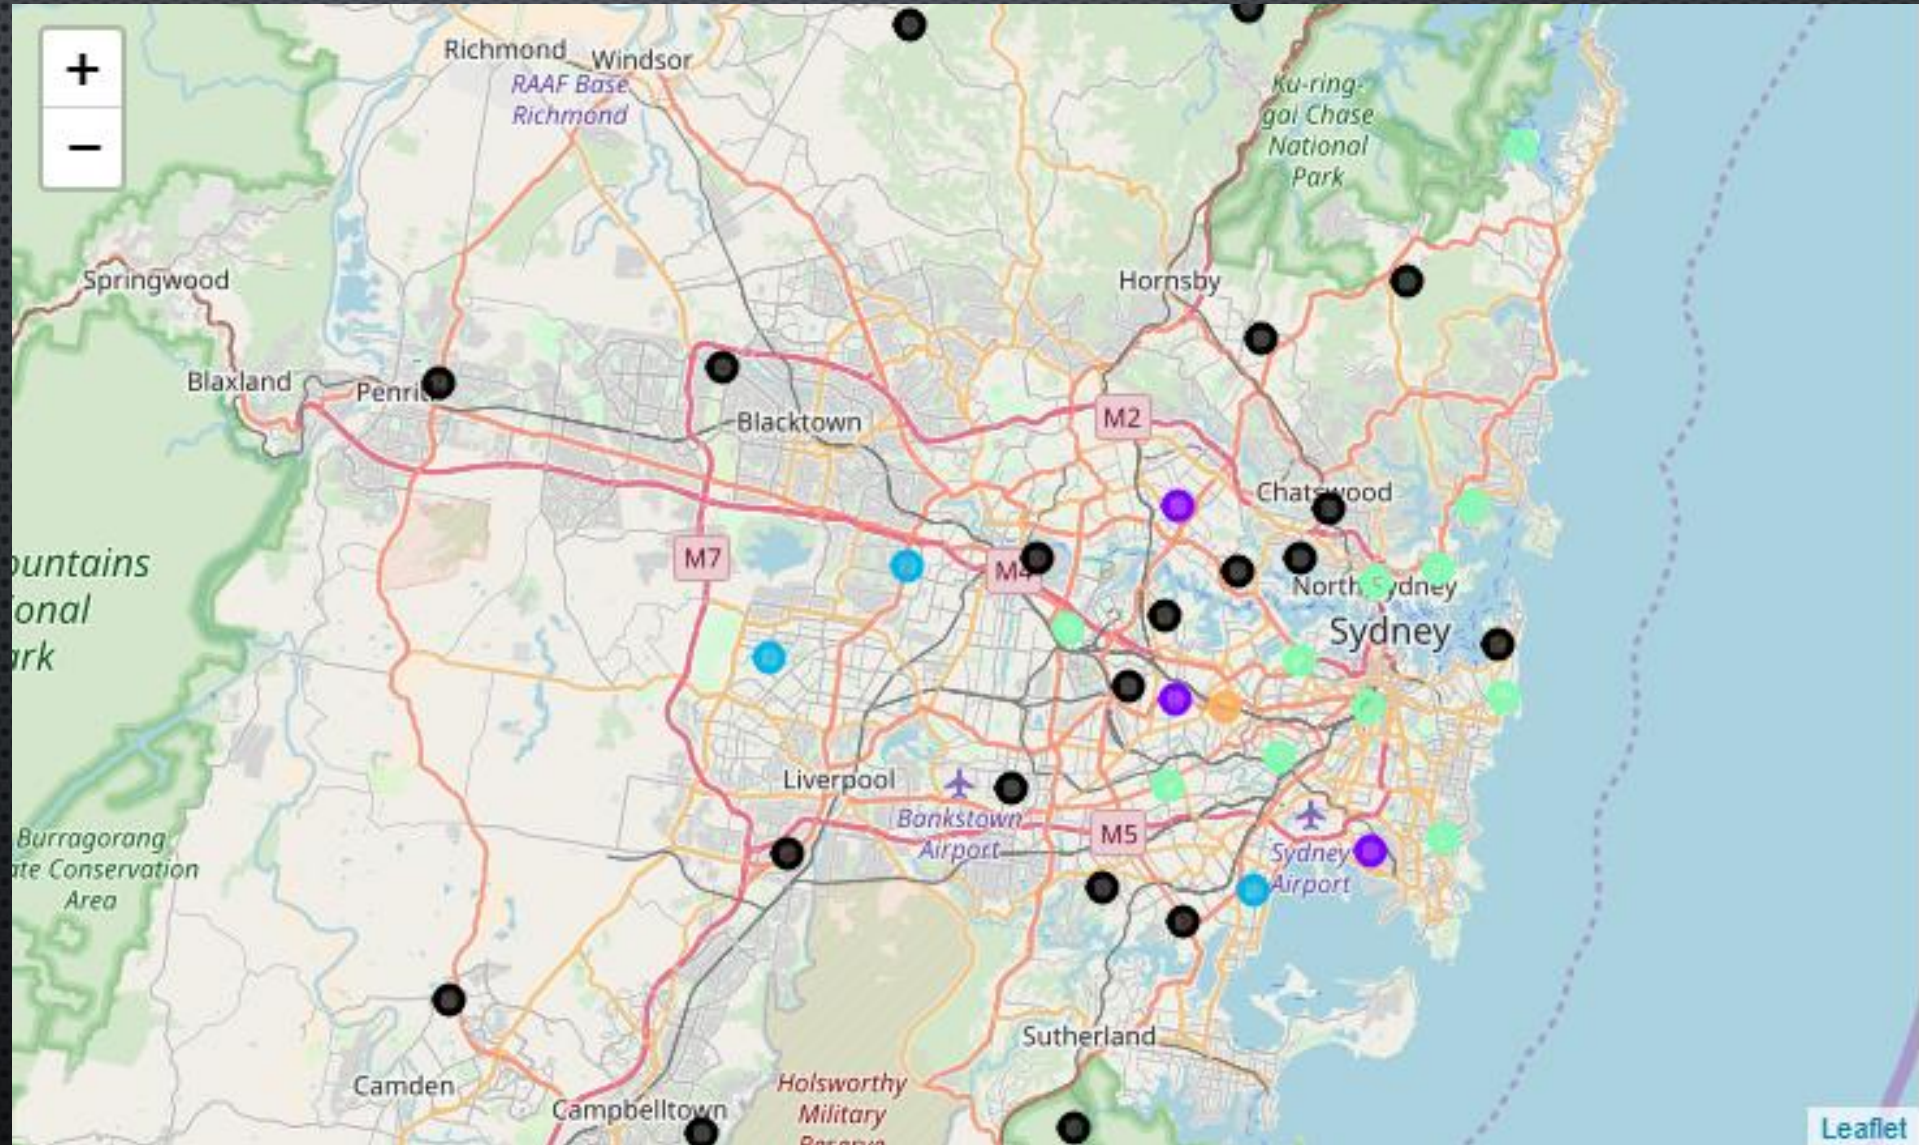 +
−
Richmond
Windsor
RAAF Base
Richmond
Ku-ring-
gai Chase
National
Park
Springwood
Hornsby
Blaxland
Blacktown
M2
Chatswood
M7
M4
ountains
onal
ark
North Sydney
Sydney
Liverpool
Bankstown
Airport
M5
Sydney
Airport
Burragorang
ate Conservation
Area
Sutherland
Camden
Campbelltown
Holsworthy
Military
Reserve
Leaflet